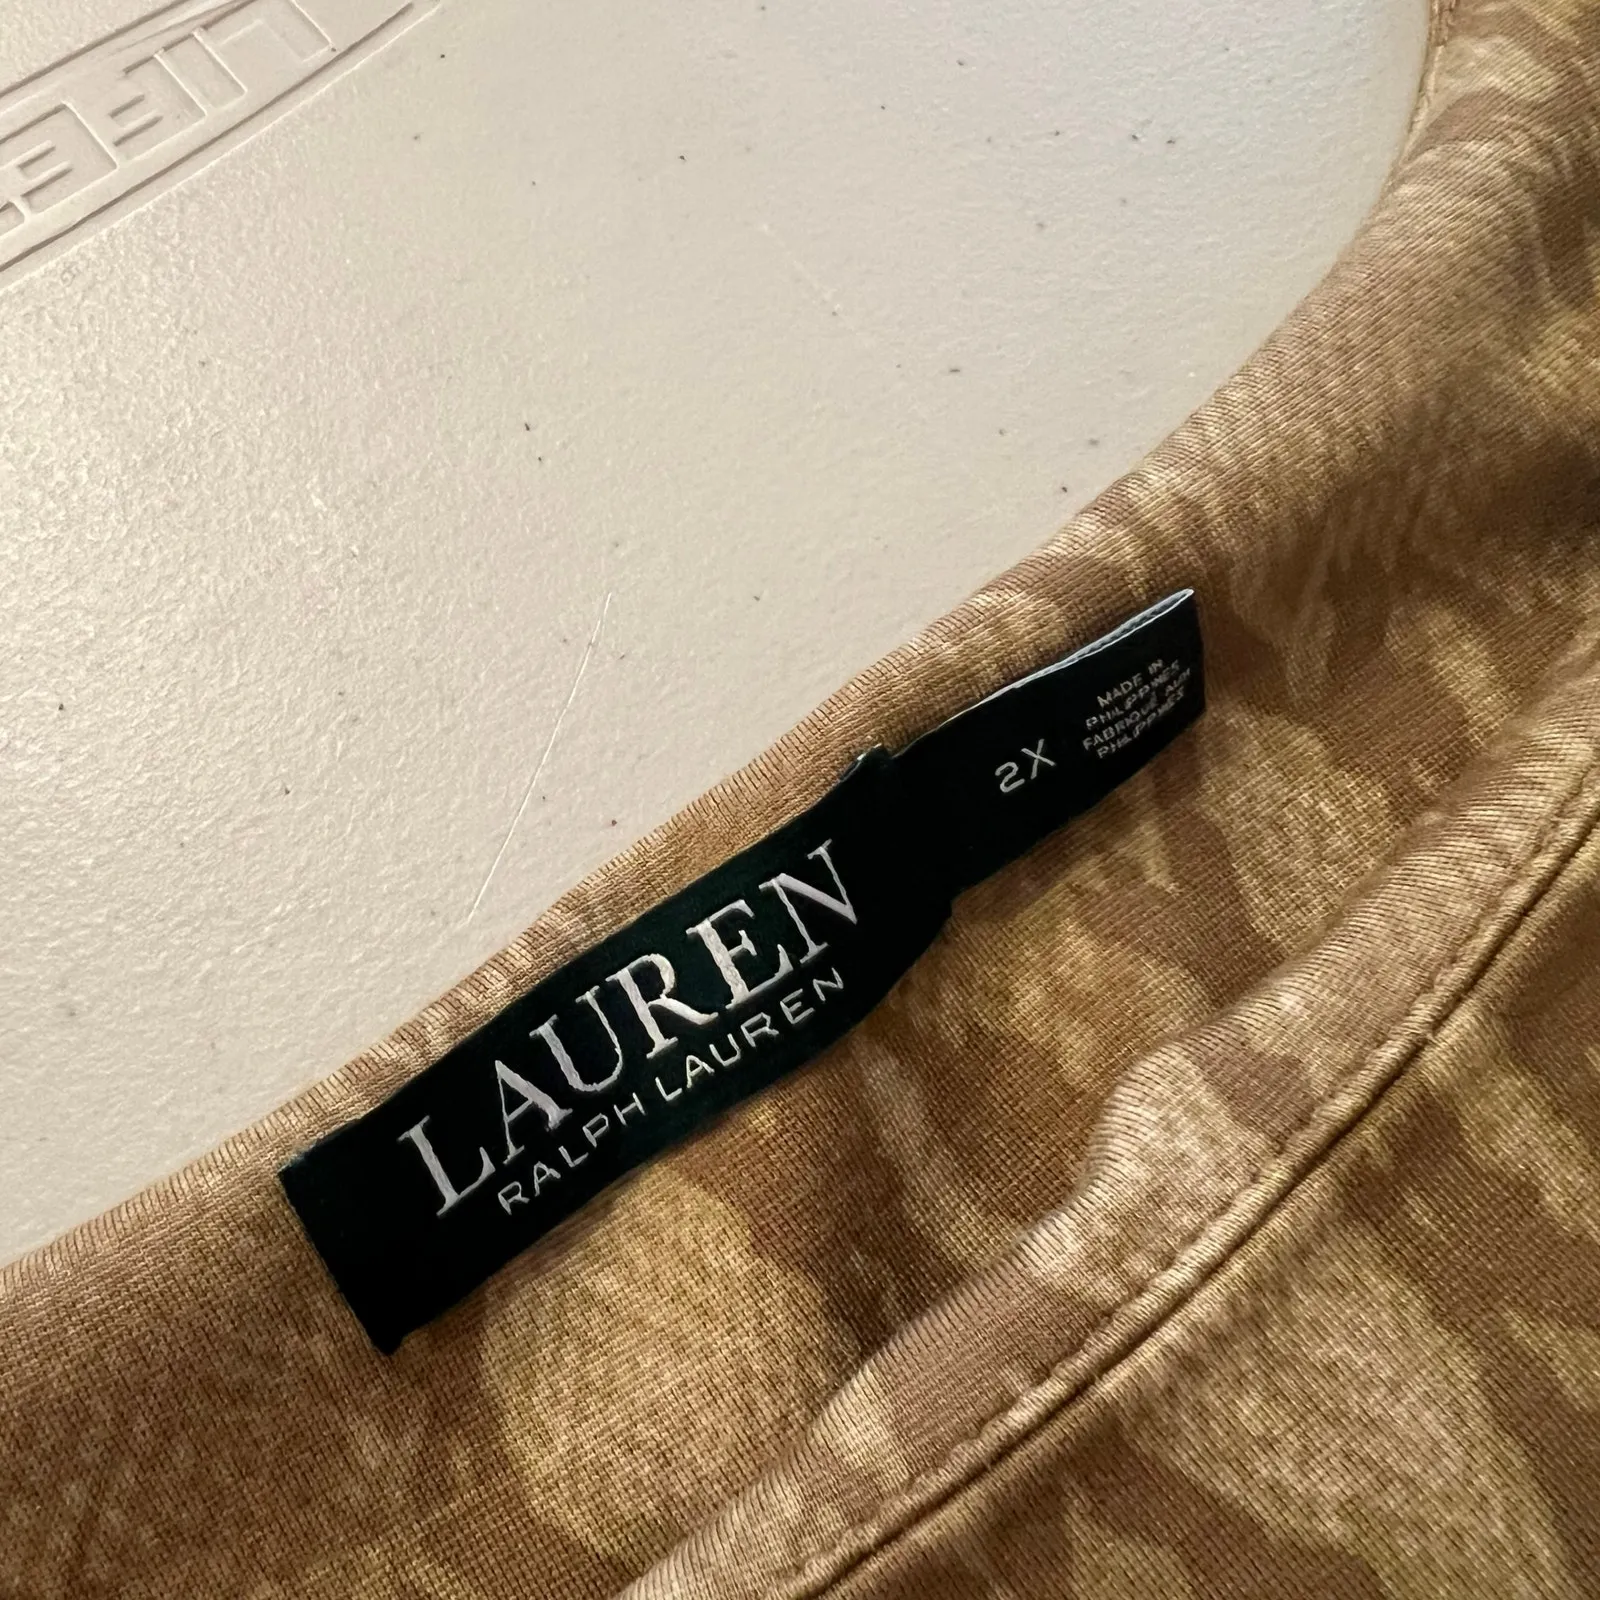 LAUREN
RALPH LAUREN
2X
MADE IN
PHILIPPINES
FABRIQUÉ AUX
PHILIPPINES